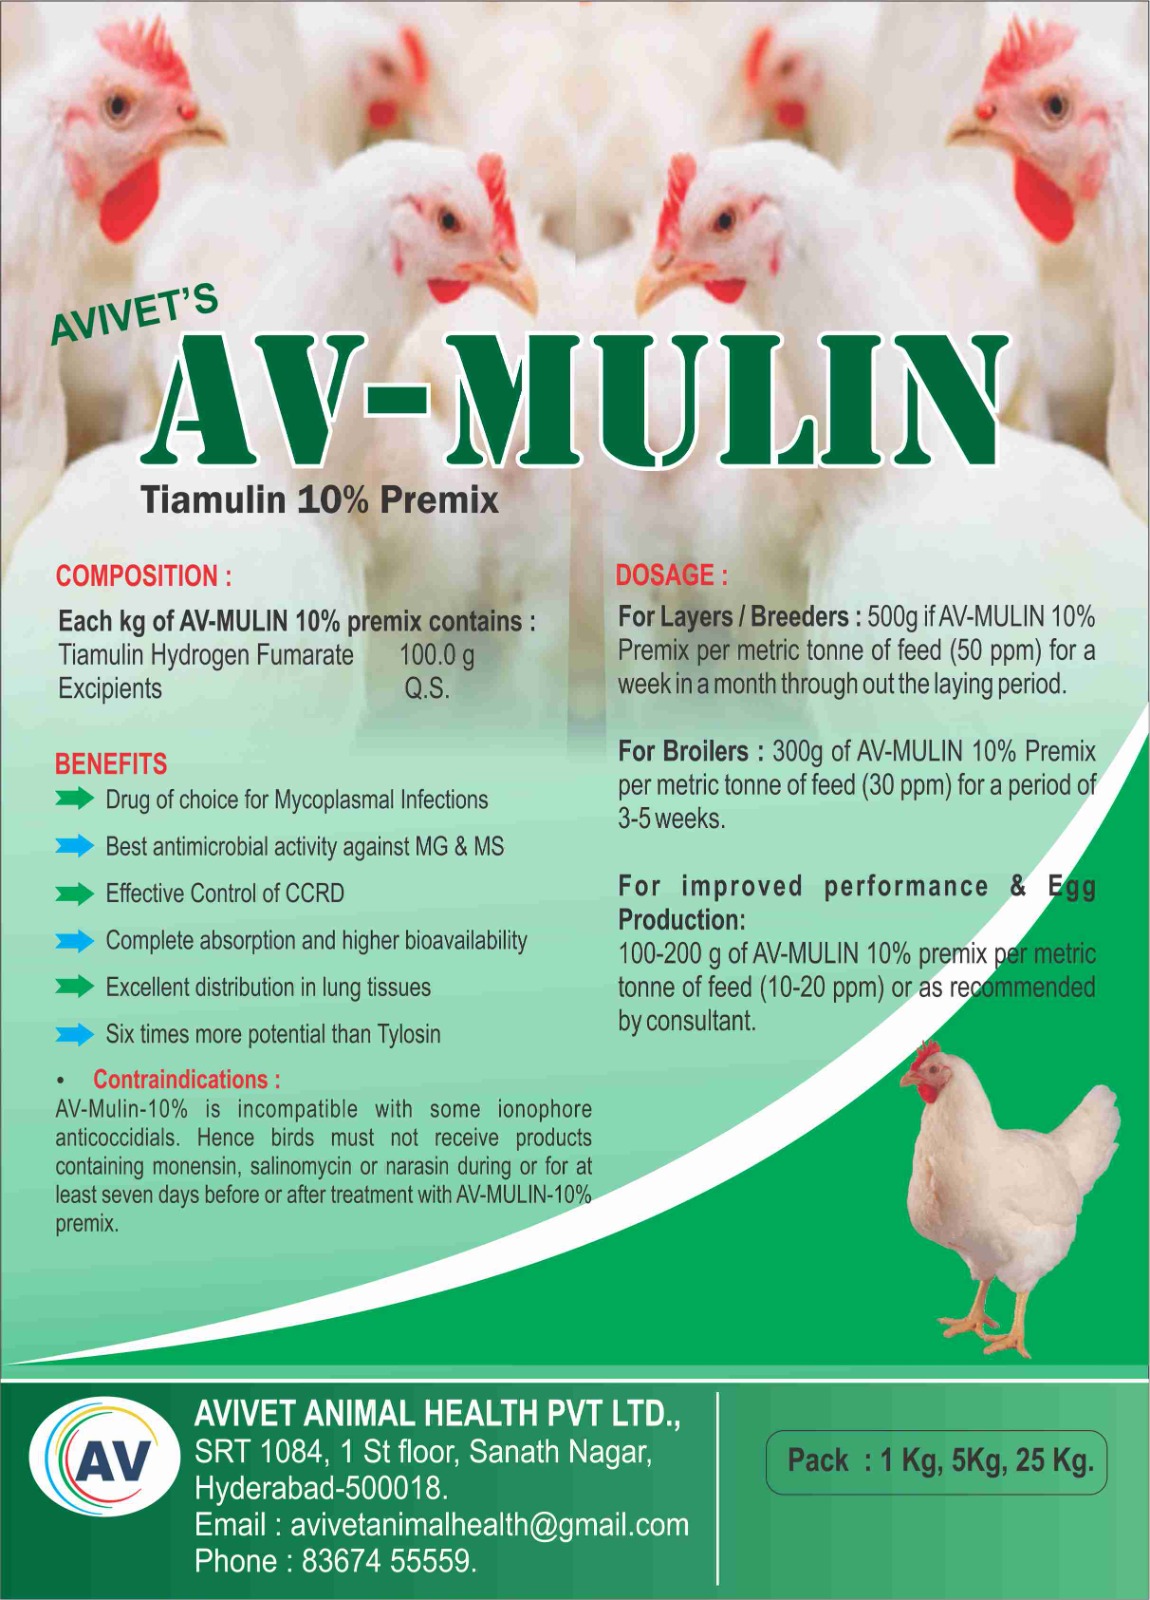 AVIVET'S
AV-MULIN
Tiamulin 10% Premix
COMPOSITION :
Each kg of AV-MULIN 10% premix contains :
Tiamulin Hydrogen Fumarate 100.0 g
Excipients Q.S.
BENEFITS
Drug of choice for Mycoplasmal Infections
Best antimicrobial activity against MG & MS
Effective Control of CCRD
Complete absorption and higher bioavailability
Excellent distribution in lung tissues
Six times more potential than Tylosin
• Contraindications :
AV-Mulin-10% is incompatible with some ionophore
anticoccidials. Hence birds must not receive products
containing monensin, salinomycin or narasin during or for at
least seven days before or after treatment with AV-MULIN-10%
premix.
DOSAGE :
For Layers / Breeders : 500g if AV-MULIN 10%
Premix per metric tonne of feed (50 ppm) for a
week in a month through out the laying period.
For Broilers : 300g of AV-MULIN 10% Premix
per metric tonne of feed (30 ppm) for a period of
3-5 weeks.
For improved performance & Egg
Production:
100-200 g of AV-MULIN 10% premix per metric
tonne of feed (10-20 ppm) or as recommended
by consultant.
AV
AVIVET ANIMAL HEALTH PVT LTD.,
SRT 1084, 1 St floor, Sanath Nagar,
Hyderabad-500018.
Email : avivetanimalhealth@gmail.com
Phone : 83674 55559.
Pack : 1 Kg, 5Kg, 25 Kg.